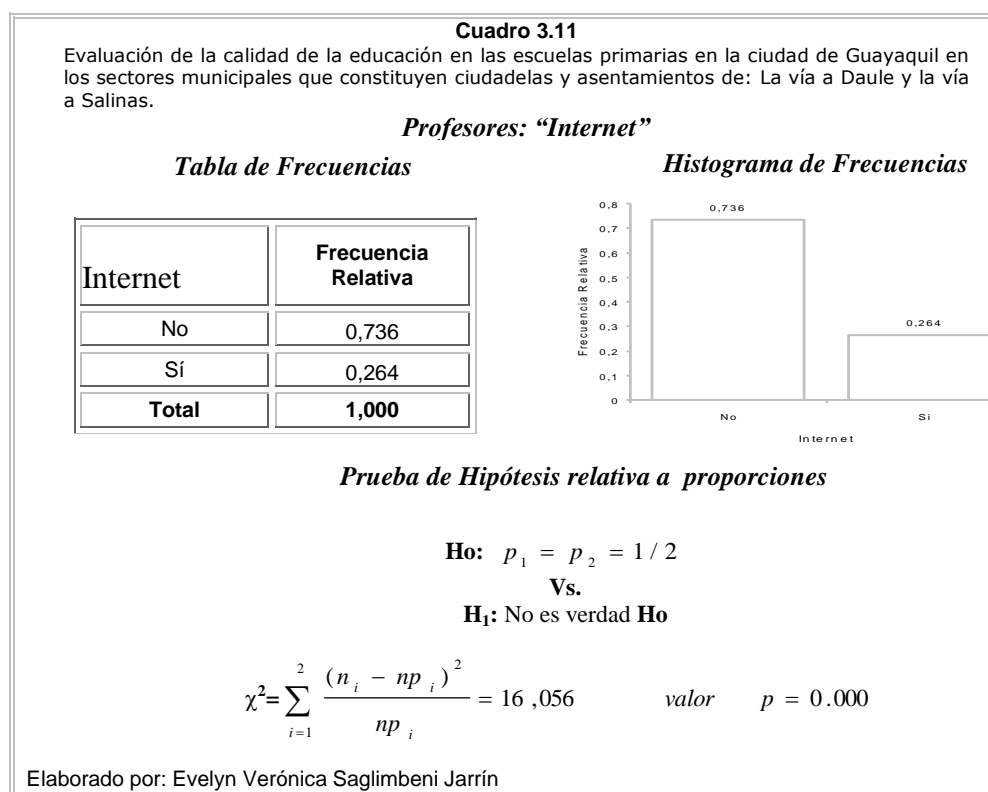 Cuadro 3.11
Evaluación de la calidad de la educación en las escuelas primarias en la ciudad de Guayaquil en
los sectores municipales que constituyen ciudadelas y asentamientos de: La vía a Daule y la vía
a Salinas.
Profesores: “Internet”
Tabla de Frecuencias
Internet
Frecuencia
Relativa
No 0,736
Sí 0,264
Total 1,000
Histograma de Frecuencias
0,8
0,7
0,6
0,5
0,4
0,3
0,2
0,1
0
Frecuencia Relativa
0,736
0,264
No Si
Internet
Prueba de Hipótesis relativa a proporciones
Ho: p₁ = p₂ = 1 / 2
Vs.
H₁: No es verdad Ho
χ²= ∑ i=1 2 (n i − np i)² / np i = 16 ,056 valor p = 0.000
Elaborado por: Evelyn Verónica Saglimbeni Jarrín